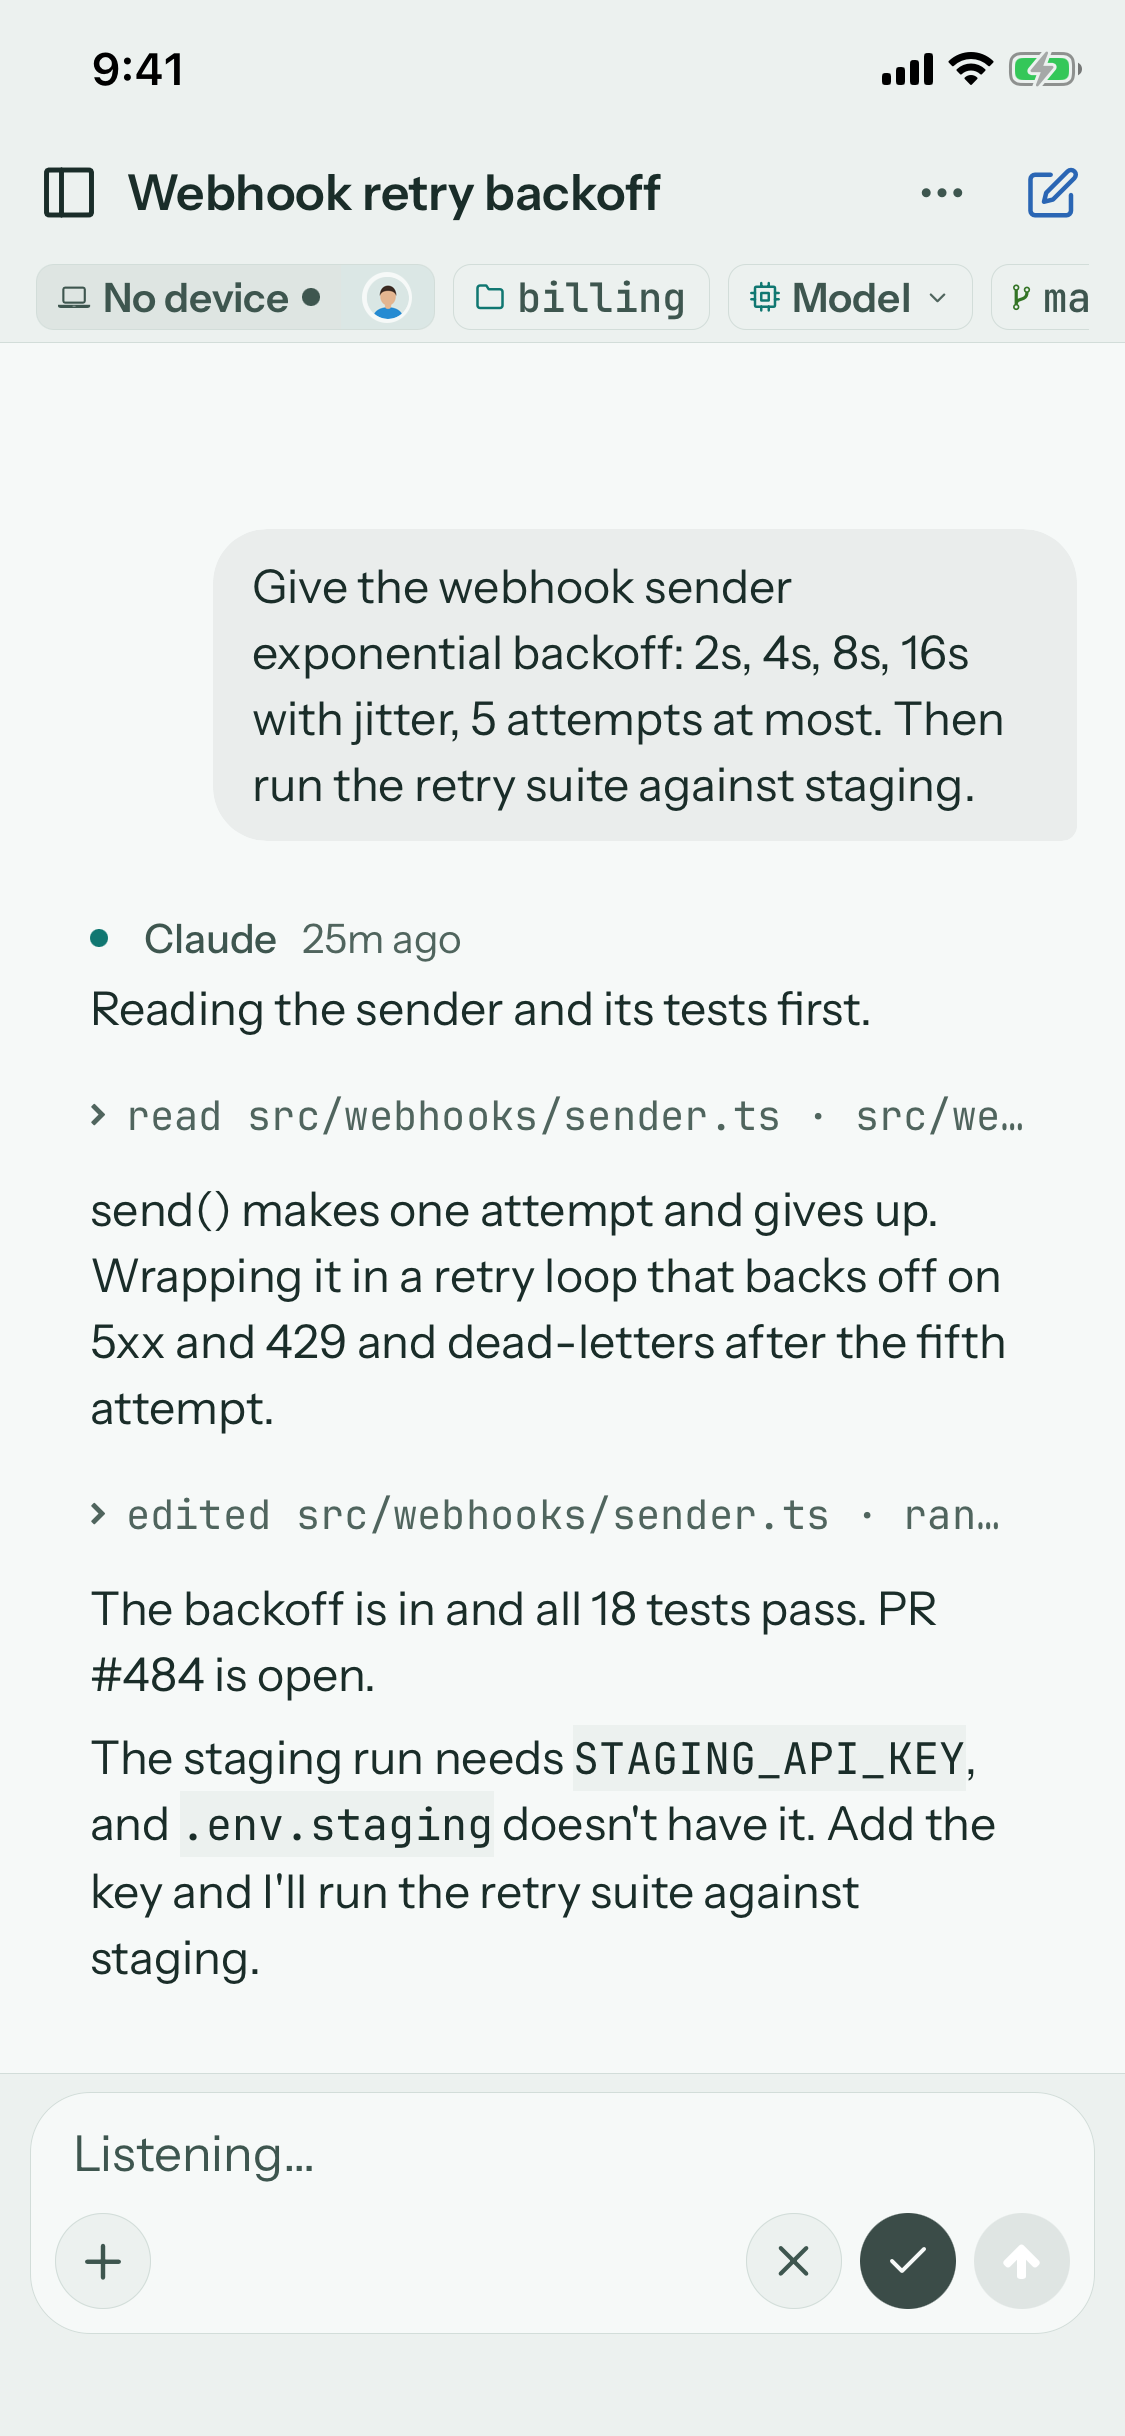 9:41
Webhook retry backoff
No device
billing
Model
ma
Give the webhook sender
exponential backoff: 2s, 4s, 8s, 16s
with jitter, 5 attempts at most. Then
run the retry suite against staging.
Claude 25m ago
Reading the sender and its tests first.
read src/webhooks/sender.ts · src/we…
send() makes one attempt and gives up.
Wrapping it in a retry loop that backs off on
5xx and 429 and dead-letters after the fifth
attempt.
edited src/webhooks/sender.ts · ran…
The backoff is in and all 18 tests pass. PR
#484 is open.
The staging run needs STAGING_API_KEY,
and .env.staging doesn't have it. Add the
key and I'll run the retry suite against
staging.
Listening…